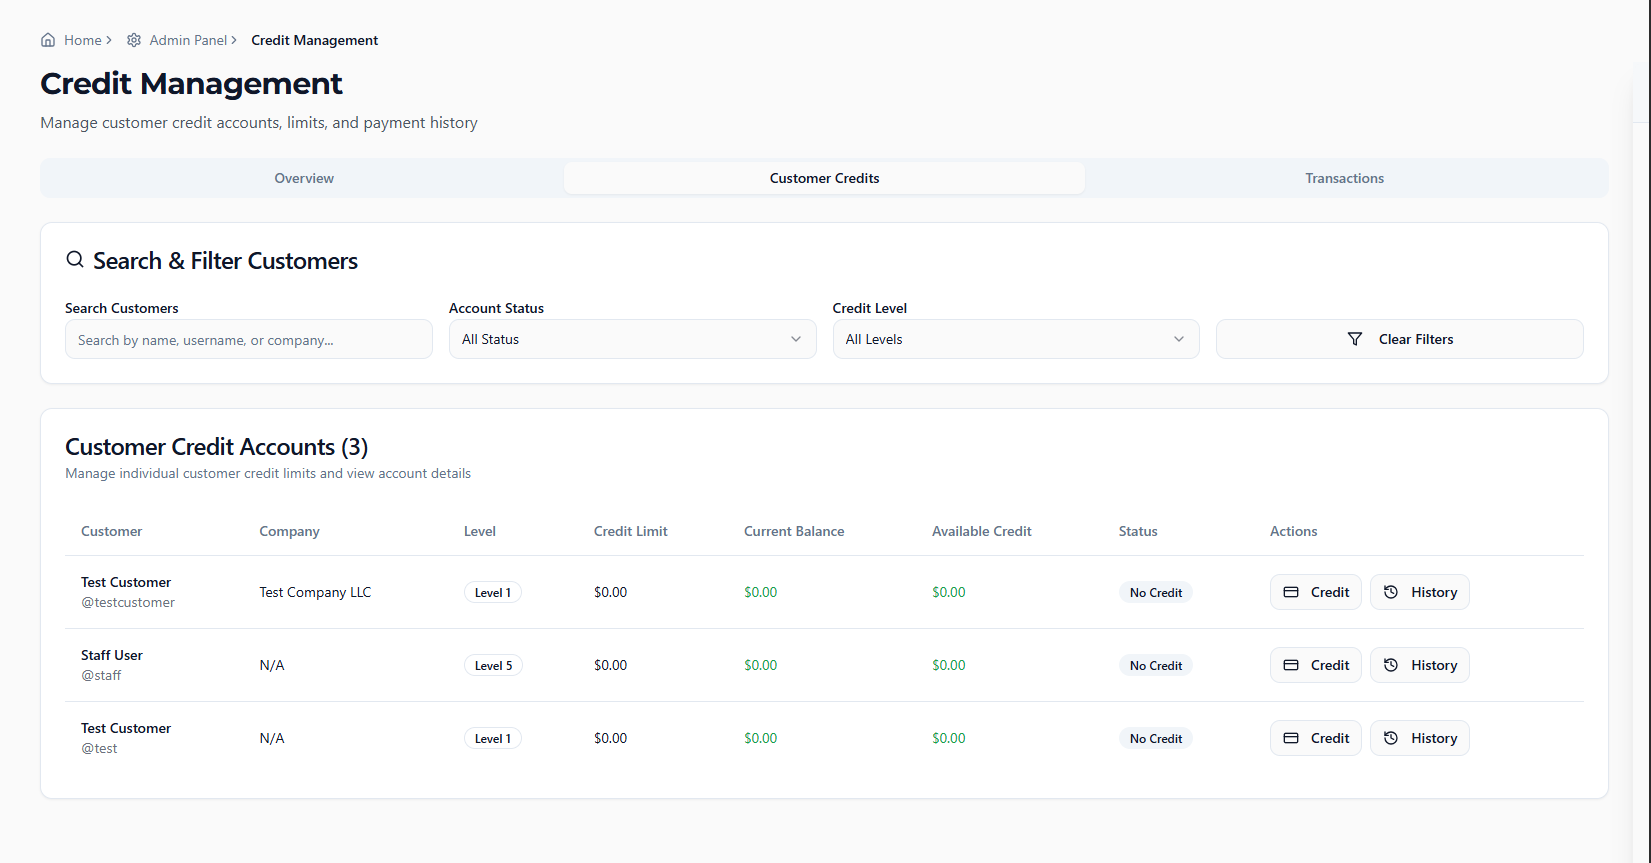 Home > Admin Panel > Credit Management
Credit Management
Manage customer credit accounts, limits, and payment history
Overview Customer Credits Transactions
Search & Filter Customers
Search Customers Account Status Credit Level
Search by name, username, or company... All Status All Levels Clear Filters
Customer Credit Accounts (3)
Manage individual customer credit limits and view account details
Customer Company Level Credit Limit Current Balance Available Credit Status Actions
Test Customer
@testcustomer
Test Company LLC Level 1 $0.00 $0.00 $0.00 No Credit Credit History
Staff User
@staff
N/A Level 5 $0.00 $0.00 $0.00 No Credit Credit History
Test Customer
@test
N/A Level 1 $0.00 $0.00 $0.00 No Credit Credit History